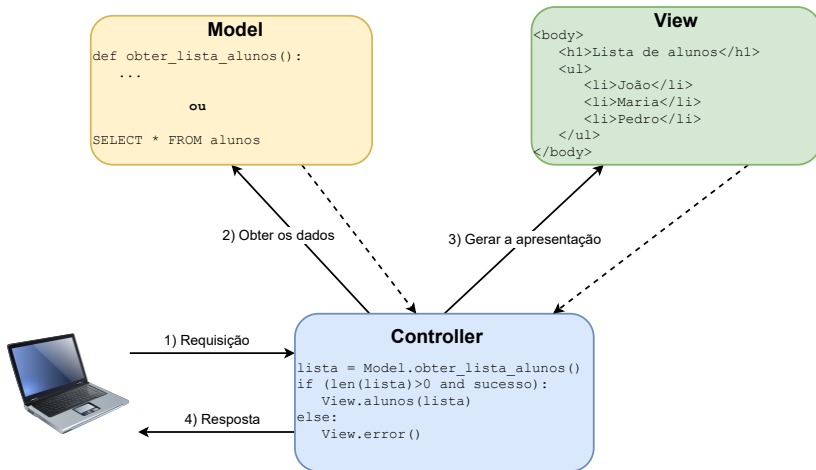 Model
def obter_lista_alunos():
...
ou
SELECT * FROM alunos
View
<body>
<h1>Lista de alunos</h1>
<ul>
<li>João</li>
<li>Maria</li>
<li>Pedro</li>
</ul>
</body>
2) Obter os dados
3) Gerar a apresentação
1) Requisição
4) Resposta
Controller
lista = Model.obter_lista_alunos()
if (len(lista)>0 and sucesso):
View.alunos(lista)
else:
View.error()